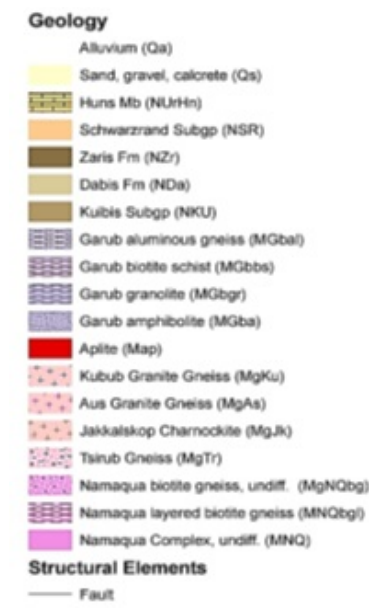 Geology
Alluvium (Qa)
Sand, gravel, calcrete (Qs)
Huns Mb (NUrHn)
Schwarzrand Subgp (NSR)
Zaris Fm (NZr)
Dabis Fm (NDa)
Kuibis Subgp (NKU)
Garub aluminous gneiss (MGbal)
Garub biotite schist (MGbbs)
Garub granolite (MGbgr)
Garub amphibolite (MGba)
Aplite (Map)
Kubub Granite Gneiss (MgKu)
Aus Granite Gneiss (MgAs)
Jakkalskop Charnockite (MgJk)
Tsirub Gneiss (MgTr)
Namaqua biotite gneiss, undiff. (MgNQbg)
Namaqua layered biotite gneiss (MNQbgl)
Namaqua Complex, undiff. (MNQ)
Structural Elements
Fault